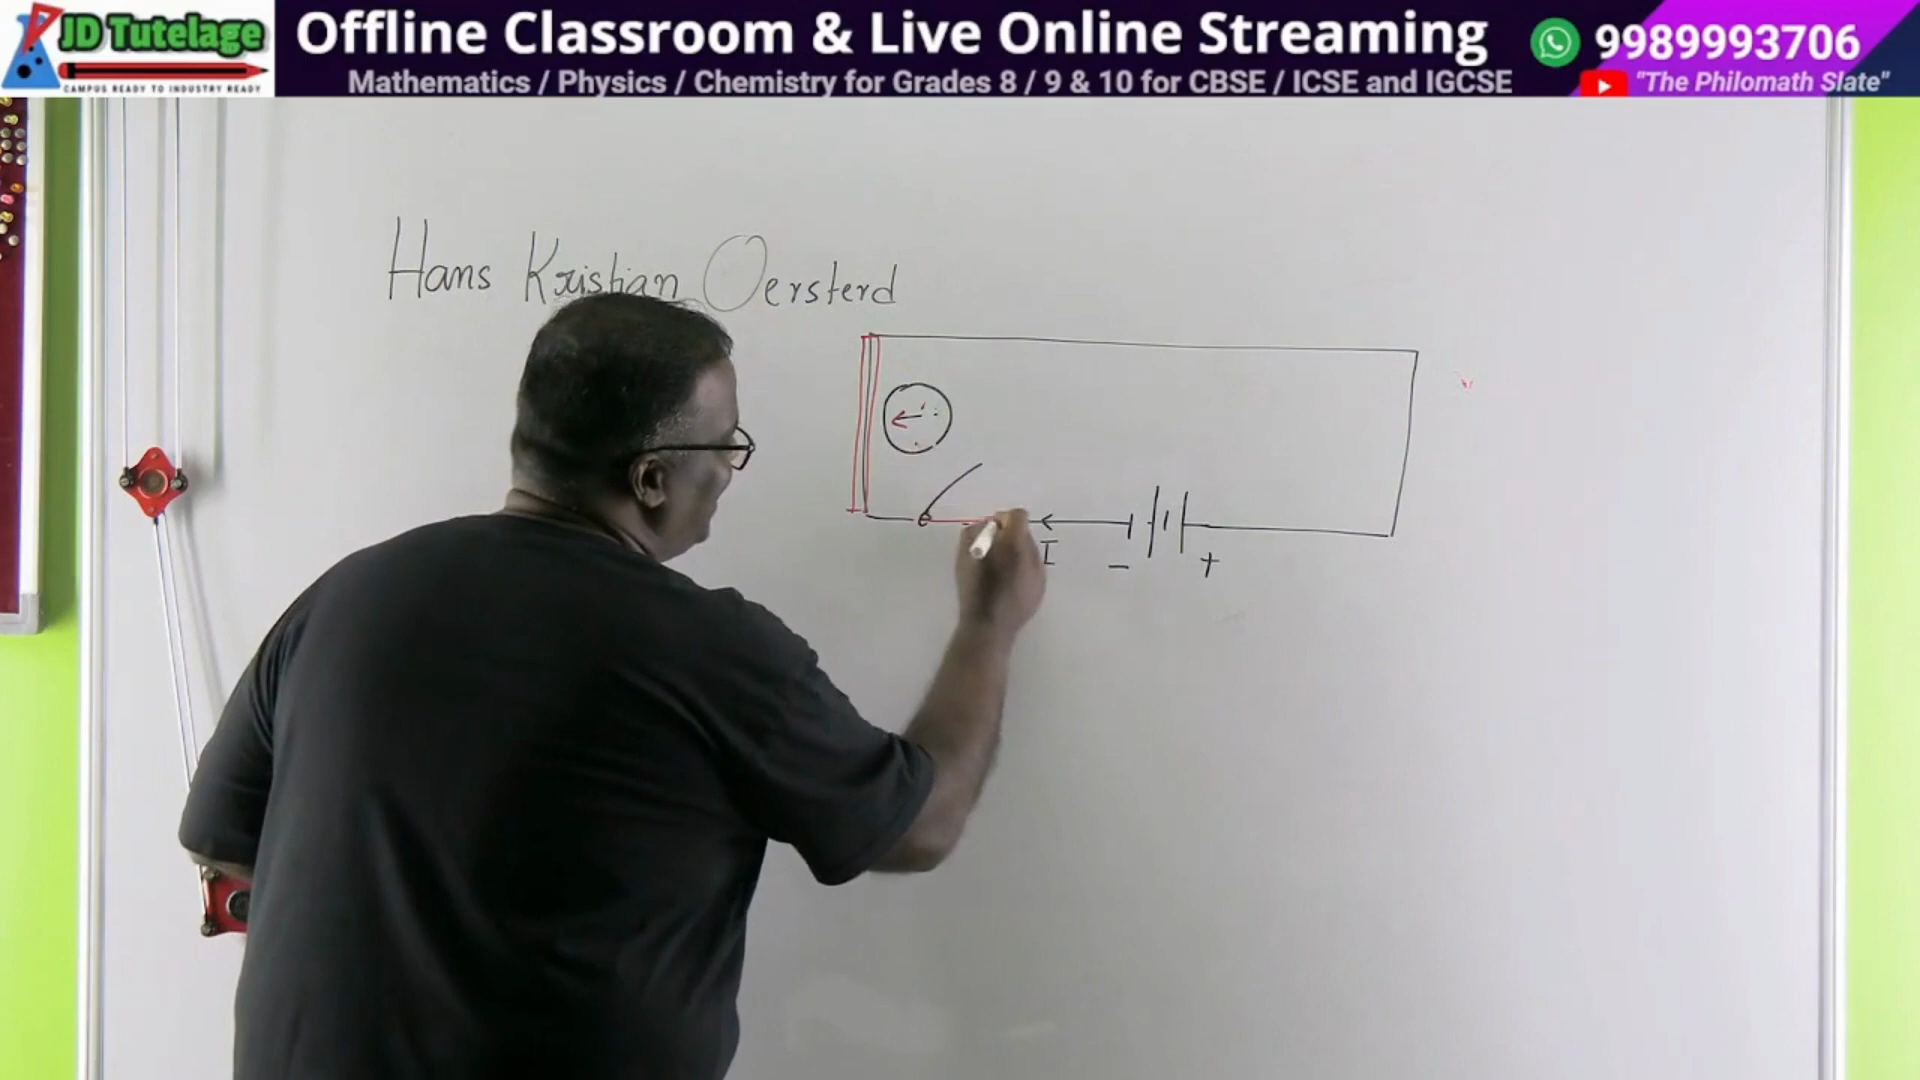 JD Tutelage
CAMPUS READY TO INDUSTRY READY
Offline Classroom & Live Online Streaming
Mathematics / Physics / Chemistry for Grades 8 / 9 & 10 for CBSE / ICSE and IGCSE
9989993706
"The Philomath Slate"
Hans Kristian Oersterd
I
-
+